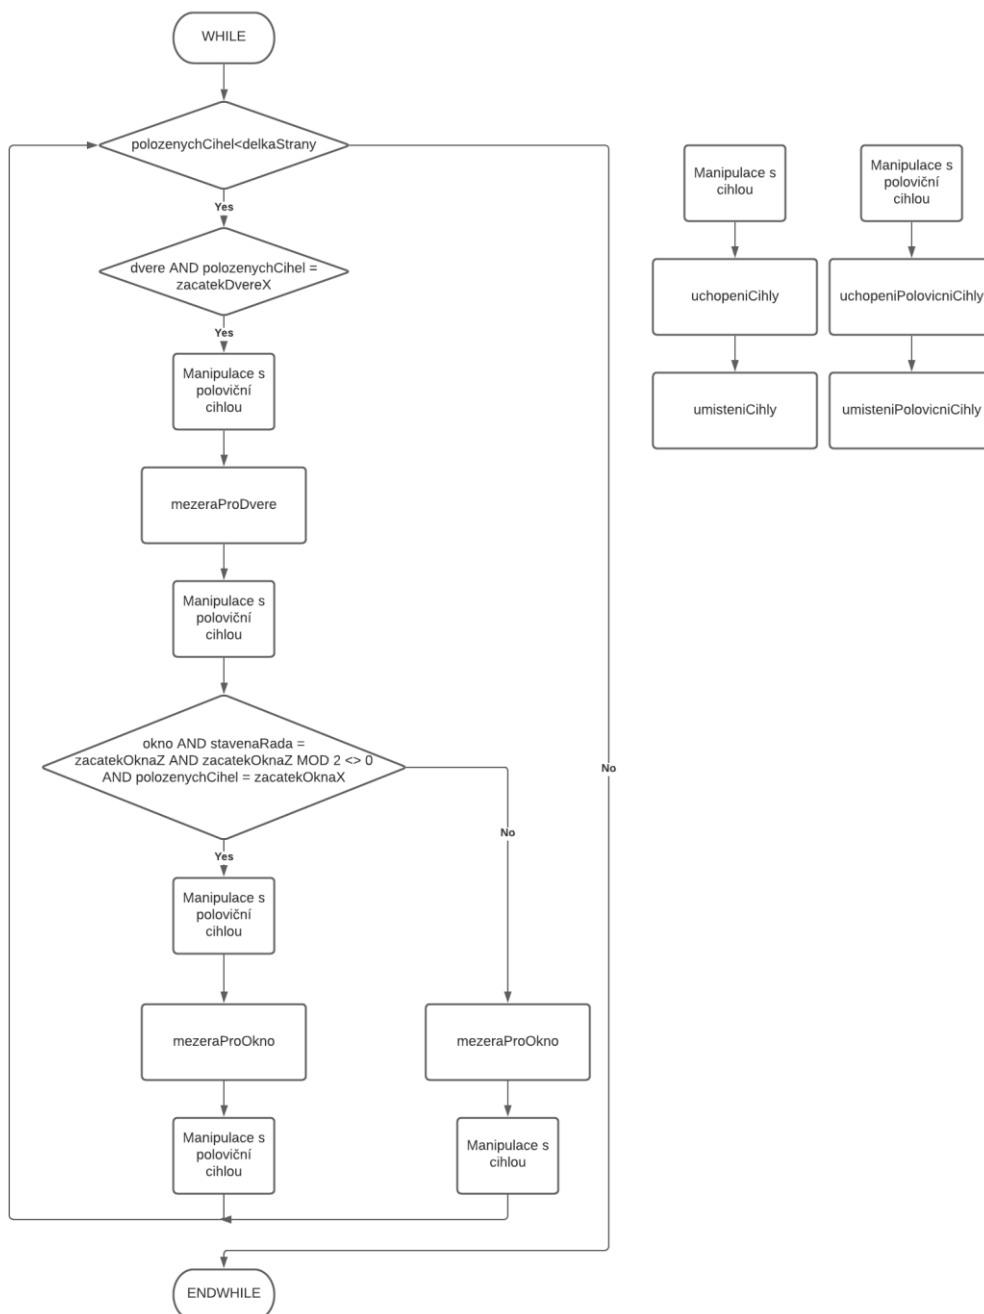 WHILE
polozenychCihel<delkaStrany
Yes
dvere AND polozenychCihel =
zacatekDvereX
Yes
Manipulace s
poloviční
cihlou
mezeraProDvere
Manipulace s
poloviční
cihlou
okno AND stavenaRada =
zacatekOknaZ AND zacatekOknaZ MOD 2 <> 0
AND polozenychCihel = zacatekOknaX
Yes
Manipulace s
poloviční
cihlou
mezeraProOkno
Manipulace s
poloviční
cihlou
No
mezeraProOkno
Manipulace s
cihlou
No
ENDWHILE
Manipulace s
cihlou
uchopeniCihly
umisteniCihly
Manipulace s
poloviční
cihlou
uchopeniPolovicniCihly
umisteniPolovicniCihly